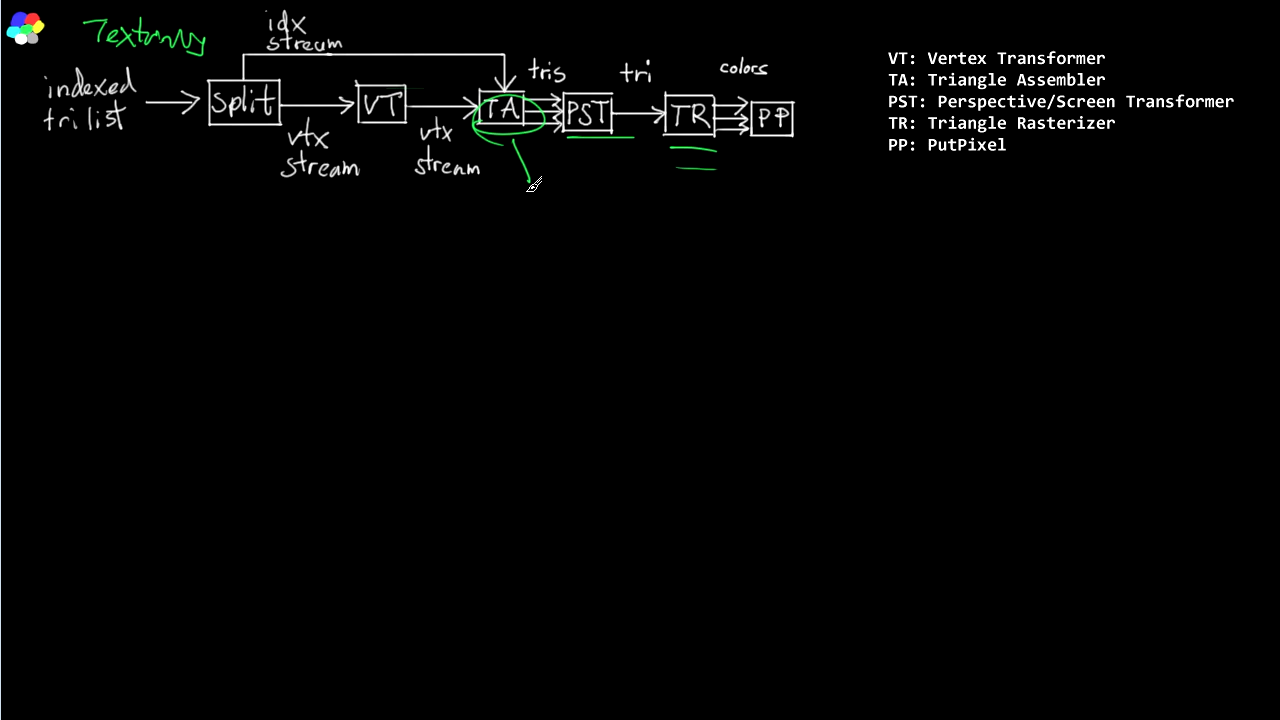 idx
stream
indexed
tri list
split
vtx
stream
VT
vtx
stream
TA
tris
PST
tri
TR
colors
PP
VT: Vertex Transformer
TA: Triangle Assembler
PST: Perspective/Screen Transformer
TR: Triangle Rasterizer
PP: PutPixel